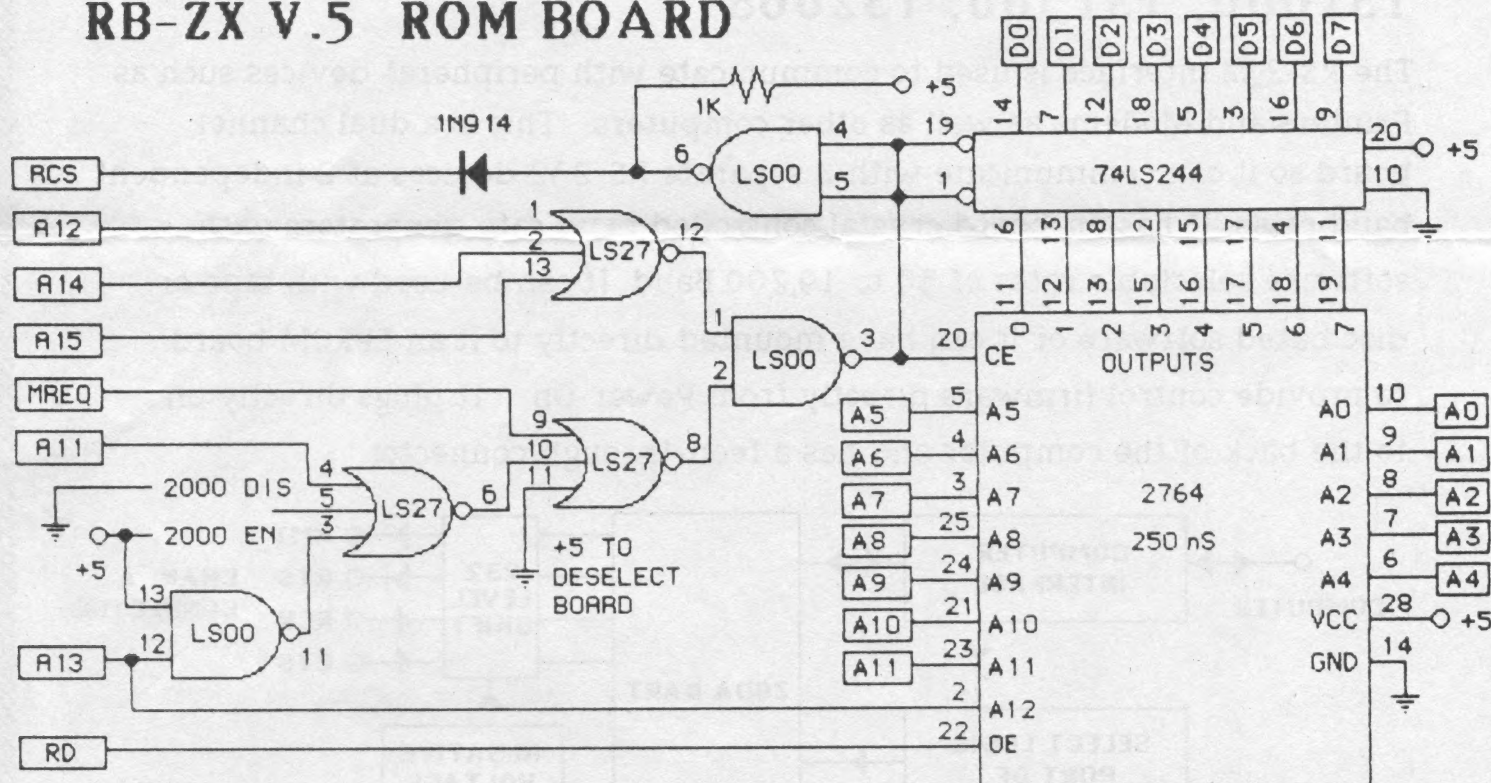 RB-ZX V.5 ROM BOARD
D0 D1 D2 D3 D4 D5 D6 D7
14 7 12 18 5 3 16 9
+5
1K
1N914
19
20
+5
4
6
LS00
5
1
74LS244
10
RCS
A12
1
2
13
LS27
12
6 13 8 2 15 17 4 11
A14
11 12 13 15 16 17 18 19
0 1 2 3 4 5 6 7
A15
1
2
LS00
3
20
CE
OUTPUTS
MREQ
9
10
11
LS27
8
A11
4
5
3
LS27
6
2000 DIS
2000 EN
+5
+5 TO
DESELECT
BOARD
A5 5 A5
A6 4 A6
A7 3 A7
A8 25 A8
A9 24 A9
A10 21 A10
A11 23 A11
2 A12
22 OE
2764
250 nS
A0 10 A0
A1 9 A1
A2 8 A2
A3 7 A3
A4 6 A4
VCC 28 +5
GND 14
13
12
LS00
11
A13
RD